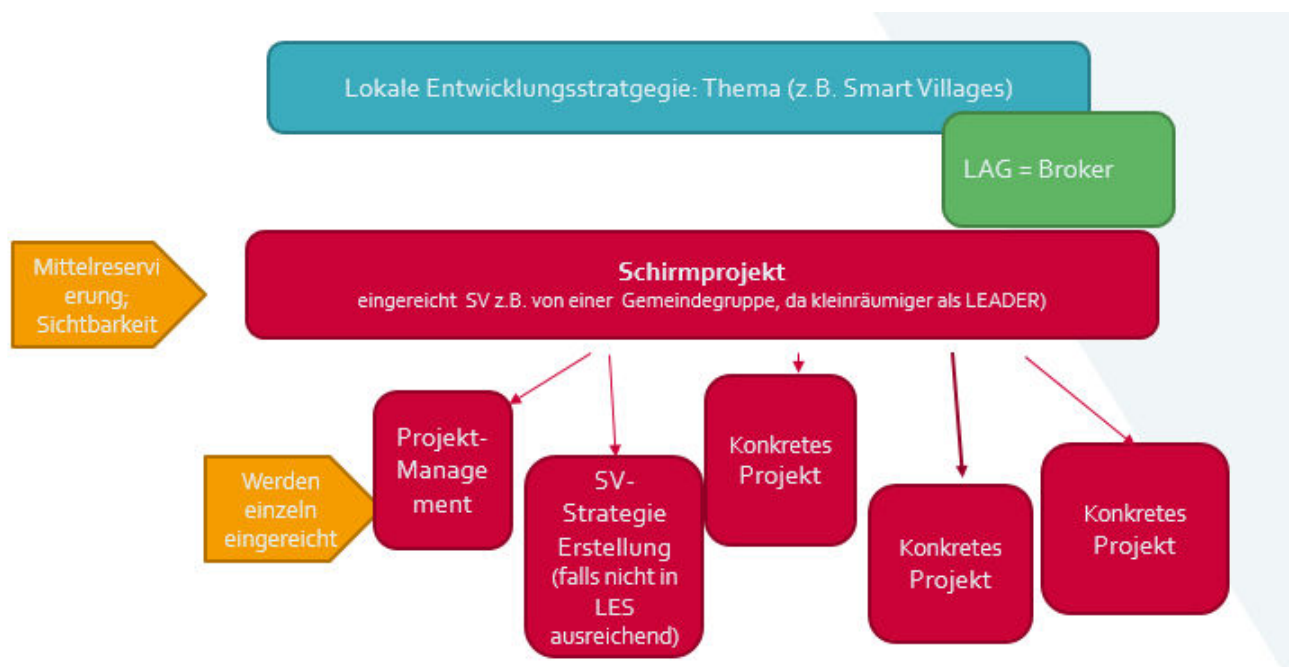 Lokale Entwicklungsstratgegie: Thema (z.B. Smart Villages)
LAG = Broker
Mittelreservi
erung;
Sichtbarkeit
Schirmprojekt
eingereicht SV z.B. von einer Gemeindegruppe, da kleinräumiger als LEADER)
Werden
einzeln
eingereicht
Projekt-
Manage
ment
SV-
Strategie
Erstellung
(falls nicht in
LES
ausreichend)
Konkretes
Projekt
Konkretes
Projekt
Konkretes
Projekt